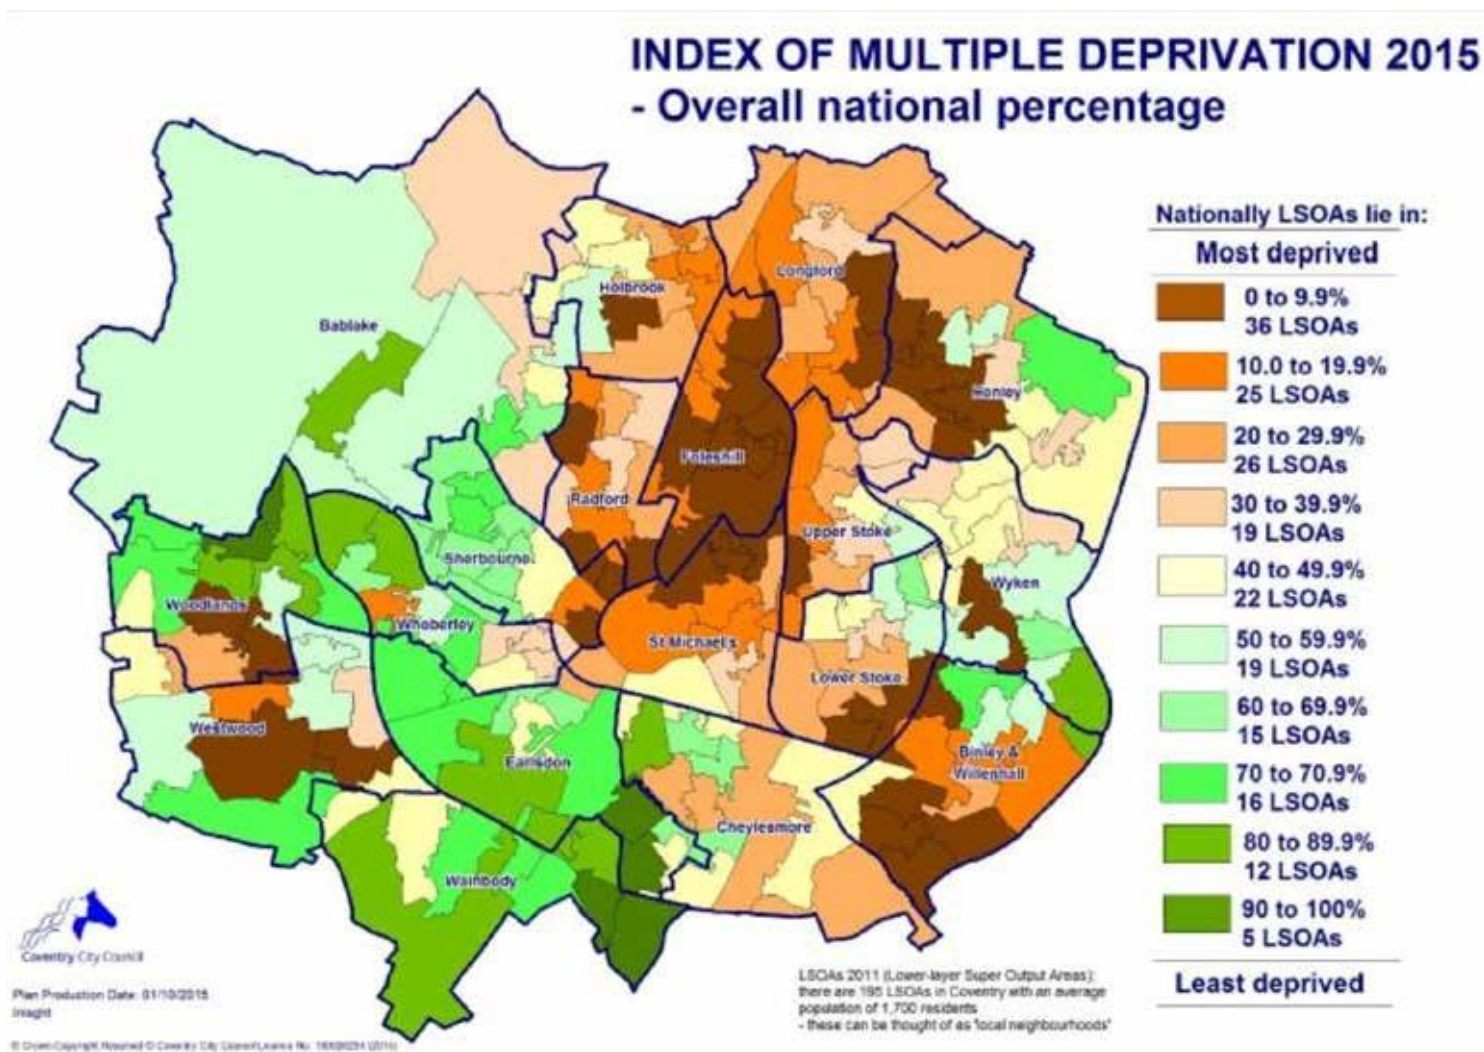 INDEX OF MULTIPLE DEPRIVATION 2015
- Overall national percentage
Nationally LSOAs lie in:
Most deprived
0 to 9.9%
36 LSOAs
10.0 to 19.9%
25 LSOAs
20 to 29.9%
26 LSOAs
30 to 39.9%
19 LSOAs
40 to 49.9%
22 LSOAs
50 to 59.9%
19 LSOAs
60 to 69.9%
15 LSOAs
70 to 70.9%
16 LSOAs
80 to 89.9%
12 LSOAs
90 to 100%
5 LSOAs
Least deprived
Longford
Holbrook
Bablake
Henley
Foleshill
Radford
Upper Stoke
Sherbourne
Wyken
Woodlands
Whoberley
St Michael's
Lower Stoke
Westwood
Earlsdon
Binley &
Willenhall
Cheylesmore
Wainbody
Coventry City Council
Plan Production Date: 01/10/2015
Insight
LSOAs 2011 (Lower-layer Super Output Areas):
there are 195 LSOAs in Coventry with an average
population of 1,700 residents
- these can be thought of as 'local neighbourhoods'
© Crown Copyright Reserved © Coventry City Council